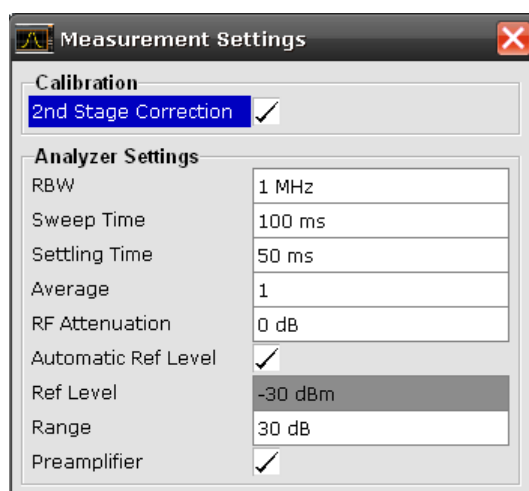 Measurement Settings
Calibration
2nd Stage Correction
Analyzer Settings
RBW 1 MHz
Sweep Time 100 ms
Settling Time 50 ms
Average 1
RF Attenuation 0 dB
Automatic Ref Level
Ref Level -30 dBm
Range 30 dB
Preamplifier